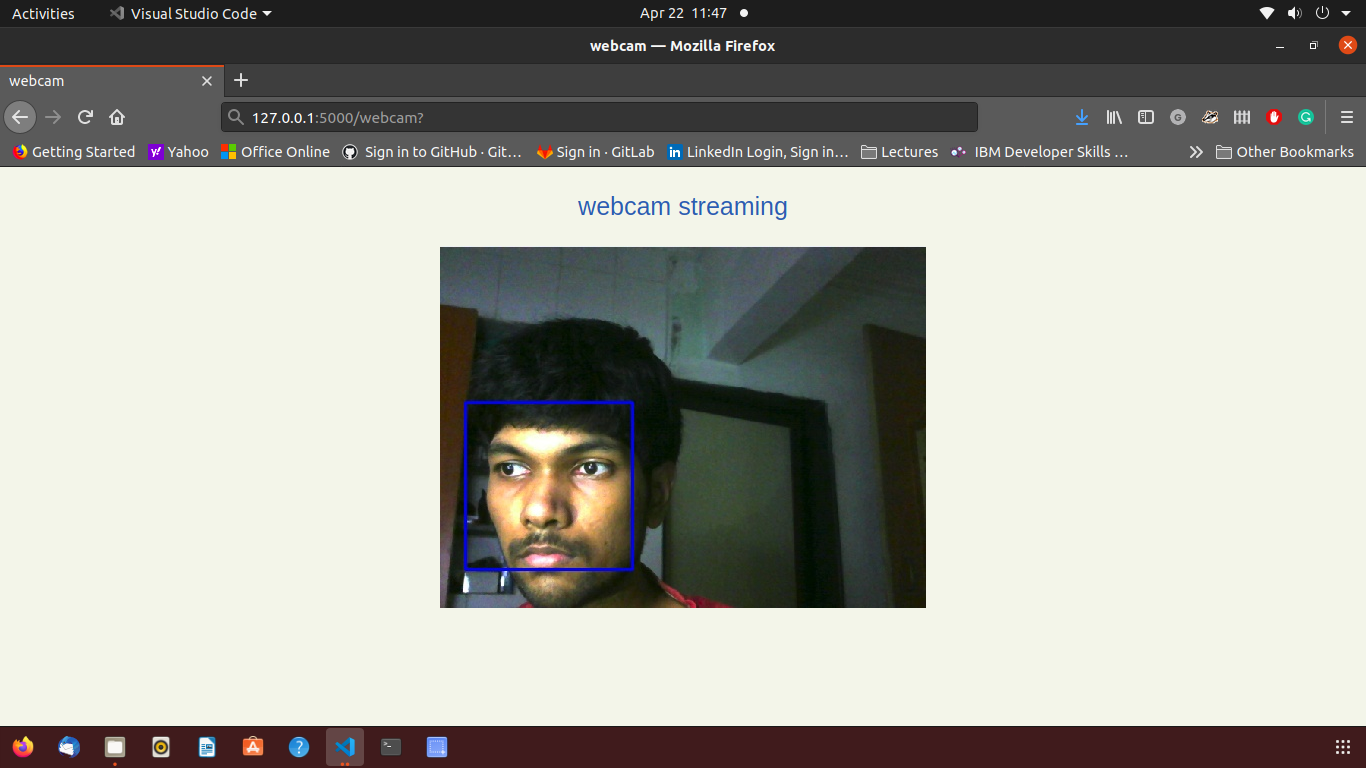 Activities Visual Studio Code Apr 22 11:47
webcam — Mozilla Firefox
webcam
127.0.0.1:5000/webcam?
Getting Started Yahoo Office Online Sign in to GitHub · Git… Sign in · GitLab LinkedIn Login, Sign in… Lectures IBM Developer Skills … Other Bookmarks
webcam streaming